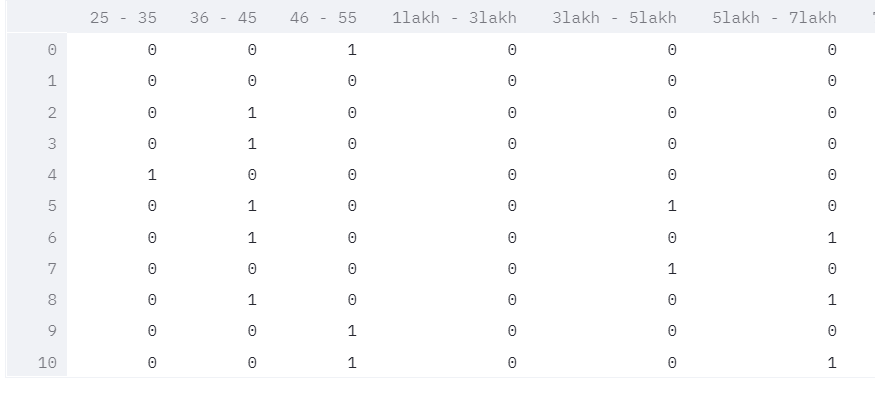 25 - 35 36 - 45 46 - 55 1lakh - 3lakh 3lakh - 5lakh 5lakh - 7lakh
0 0 0 1 0 0 0
1 0 0 0 0 0 0
2 0 1 0 0 0 0
3 0 1 0 0 0 0
4 1 0 0 0 0 0
5 0 1 0 0 1 0
6 0 1 0 0 0 1
7 0 0 0 0 1 0
8 0 1 0 0 0 1
9 0 0 1 0 0 0
10 0 0 1 0 0 1